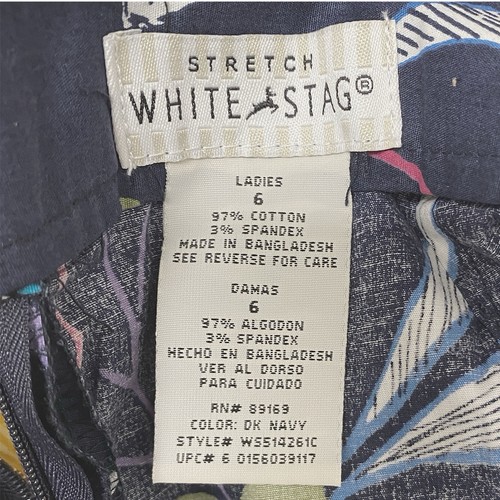 STRETCH
WHITE STAG®
LADIES
6
97% COTTON
3% SPANDEX
MADE IN BANGLADESH
SEE REVERSE FOR CARE
DAMAS
6
97% ALGODON
3% SPANDEX
HECHO EN BANGLADESH
VER AL DORSO
PARA CUIDADO
RN# 89169
COLOR: DK NAVY
STYLE# WS514261C
UPC# 6 0156039117